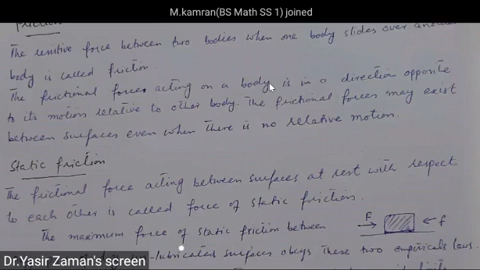 M.kamran(BS Math SS 1) joined
Friction
The resistive force between two bodies when one body slides over another
body is called friction.
The frictional forces acting on a body is in a direction opposite
to its motion relative to other body. The frictional forces may exist
between surfaces even when there is no relative motion.
Static friction
The frictional force acting between surfaces at rest with respect
to each other is called force of static friction.
F f
The maximum force of static friction between
lubricated surfaces obeys these two empirical laws.
Dr.Yasir Zaman's screen